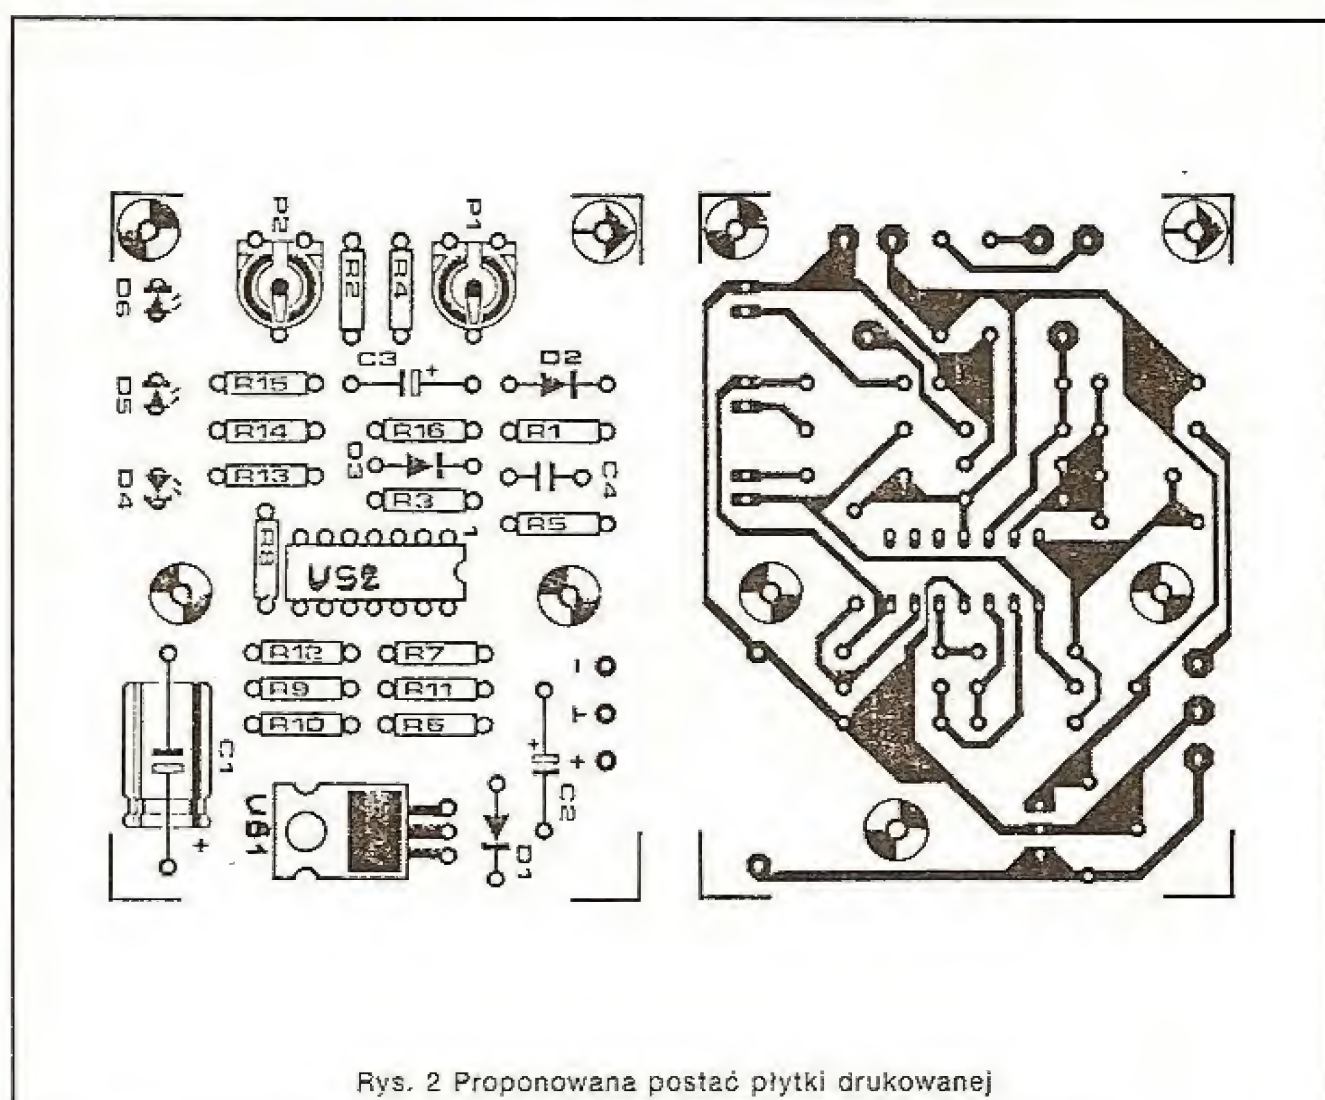 P2
P1
R2
R4
D6
C3
+
D2
D5
R15
R14
R16
R1
D3
D4
R13
C4
R3
R5
R8
1
US2
R12
R7
-
R9
R11
R10
R6
+
+
C1
C2
US1
+
D1
Rys. 2 Proponowana postać płytki drukowanej